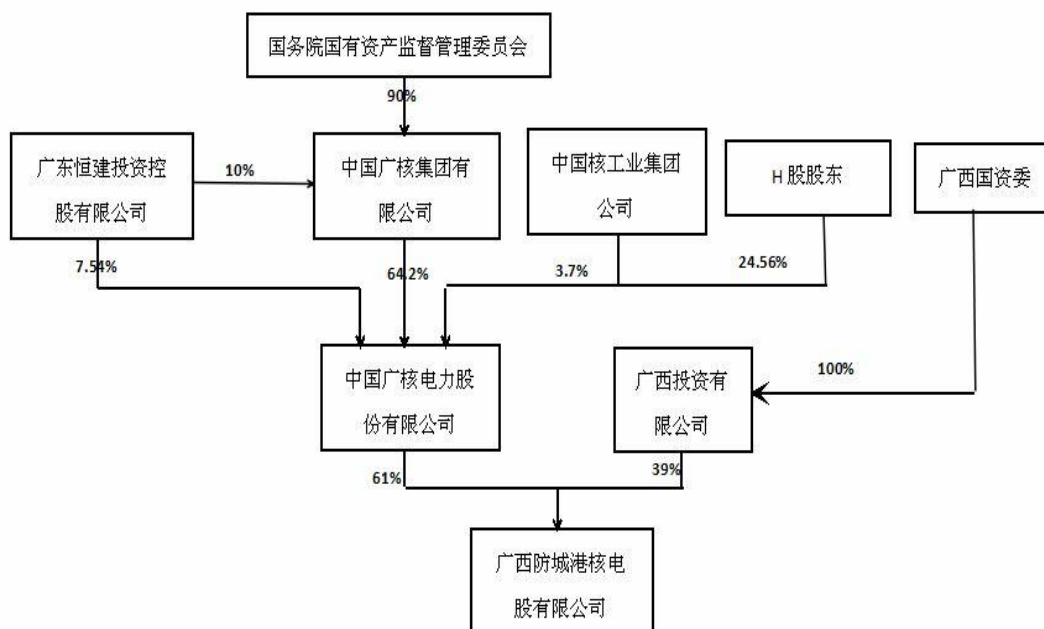 国务院国有资产监督管理委员会
90%
广东恒建投资控
股有限公司
10%
中国广核集团有
限公司
中国核工业集团
公司
H 股股东
广西国资委
7.54%
64.2%
3.7%
24.56%
中国广核电力股
份有限公司
广西投资有
限公司
100%
61%
39%
广西防城港核电
股有限公司